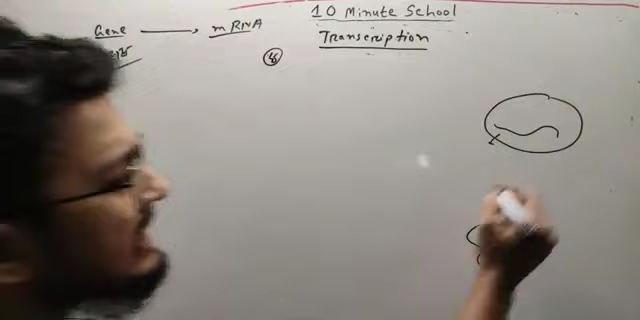 10 Minute School
Gene → mRNA
Transcription